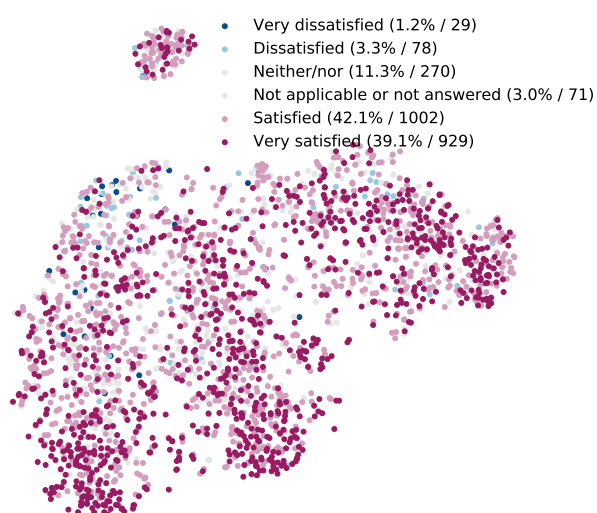 Very dissatisfied (1.2% / 29)
Dissatisfied (3.3% / 78)
Neither/nor (11.3% / 270)
Not applicable or not answered (3.0% / 71)
Satisfied (42.1% / 1002)
Very satisfied (39.1% / 929)